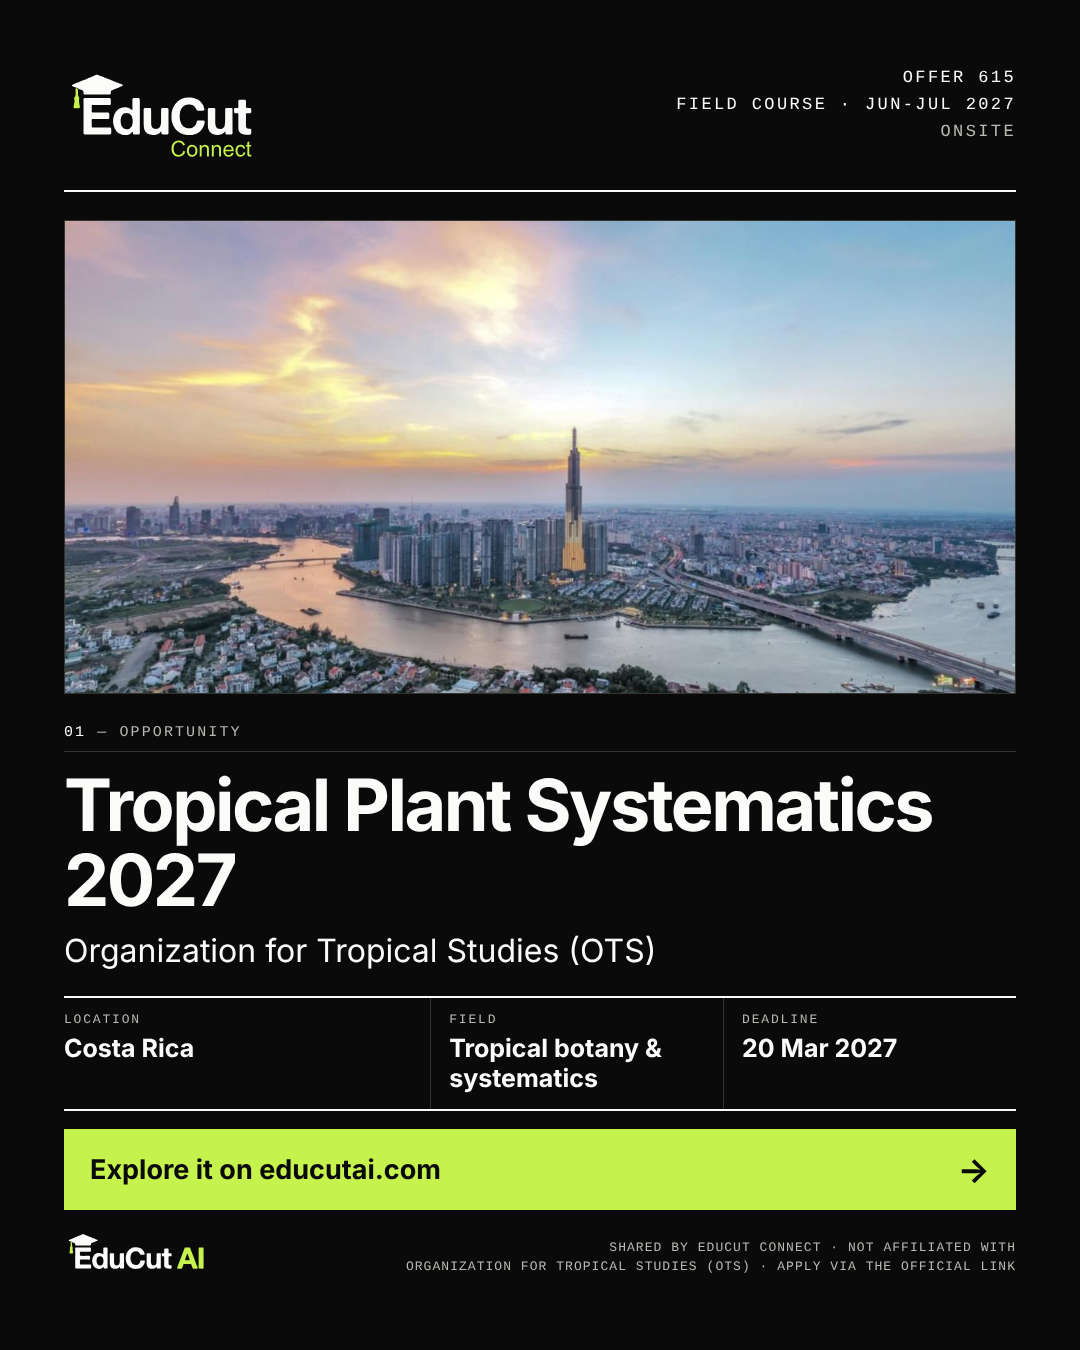 EduCut
Connect
OFFER 615
FIELD COURSE · JUN-JUL 2027
ONSITE
01 — OPPORTUNITY
Tropical Plant Systematics
2027
Organization for Tropical Studies (OTS)
LOCATION
Costa Rica
FIELD
Tropical botany &
systematics
DEADLINE
20 Mar 2027
Explore it on educutai.com →
EduCut AI
SHARED BY EDUCUT CONNECT · NOT AFFILIATED WITH
ORGANIZATION FOR TROPICAL STUDIES (OTS) · APPLY VIA THE OFFICIAL LINK